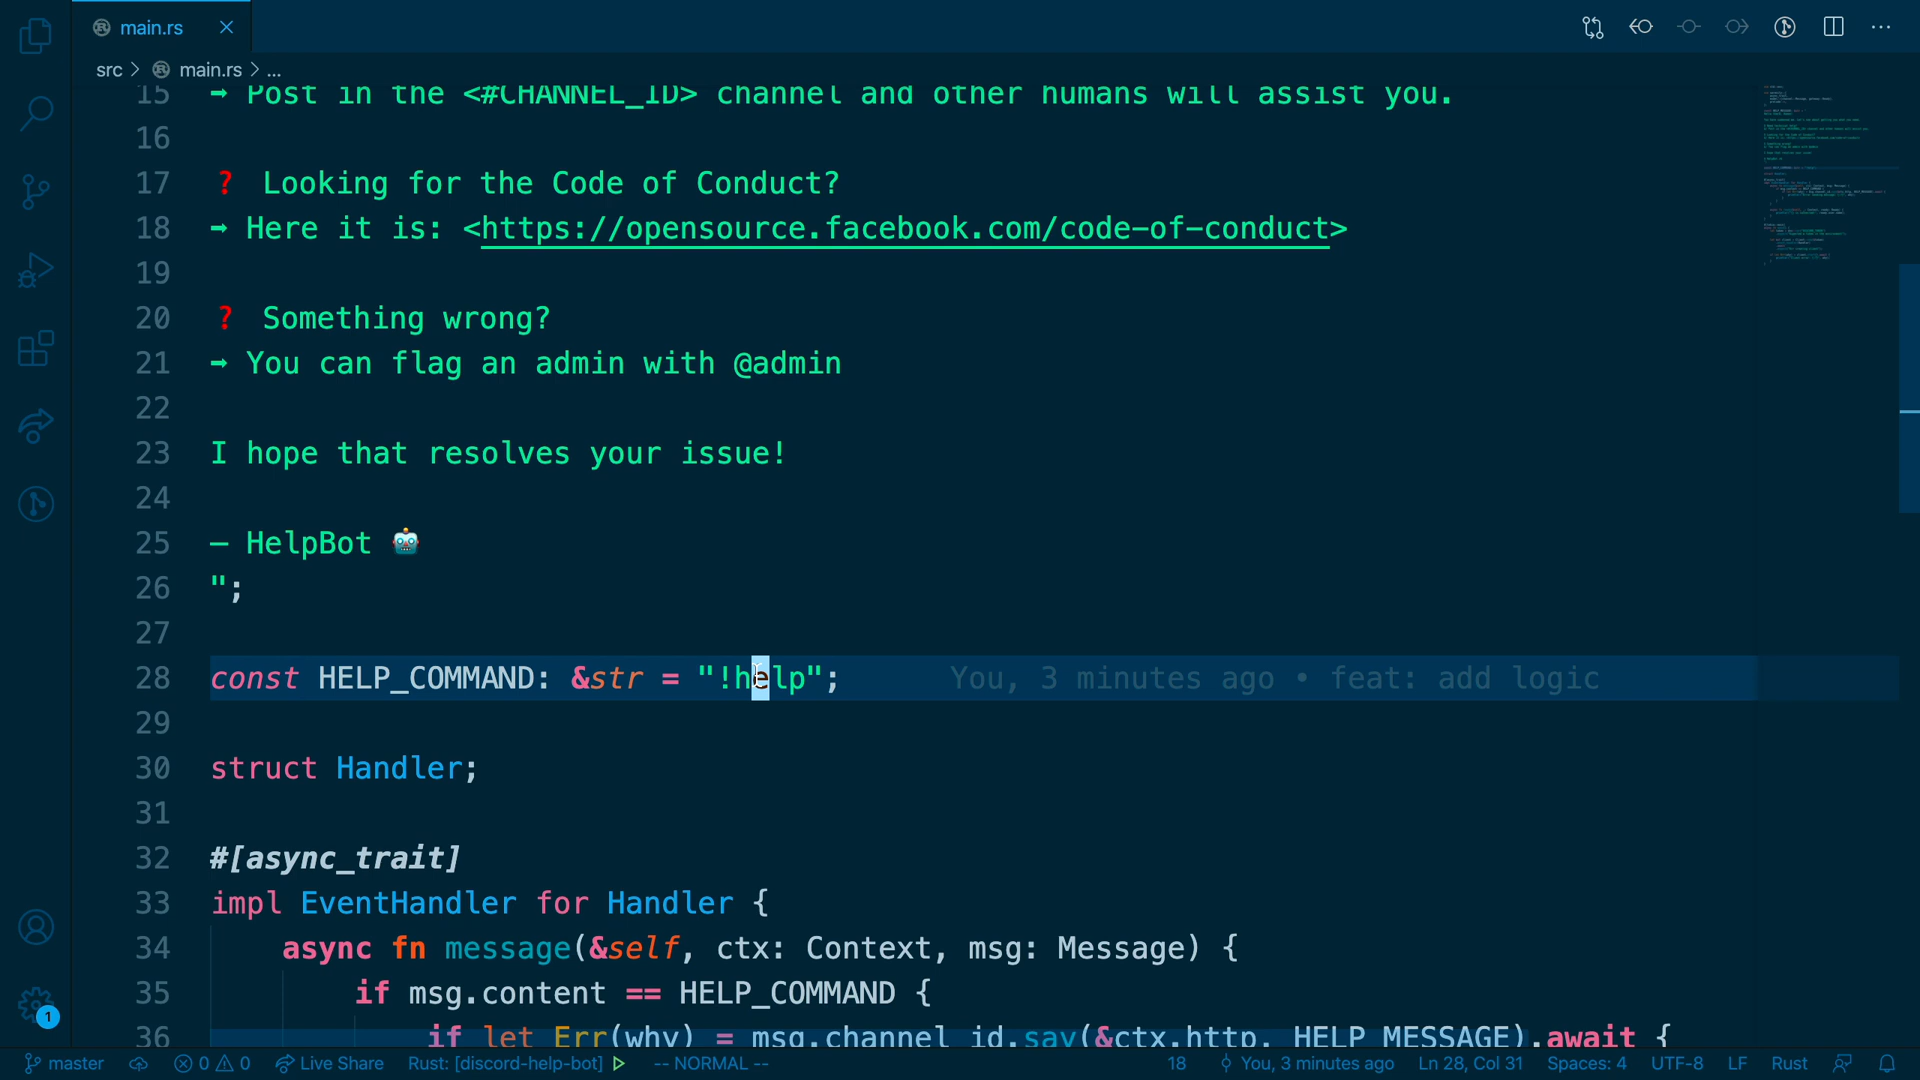 main.rs
src > main.rs > ...
15 → Post in the <#CHANNEL_ID> channel and other humans will assist you.
16
17 ❓ Looking for the Code of Conduct?
18 → Here it is: <https://opensource.facebook.com/code-of-conduct>
19
20 ❓ Something wrong?
21 → You can flag an admin with @admin
22
23 I hope that resolves your issue!
24
25 — HelpBot 🤖
26 ";
27
28 const HELP_COMMAND: &str = "!help"; You, 3 minutes ago • feat: add logic
29
30 struct Handler;
31
32 #[async_trait]
33 impl EventHandler for Handler {
34 async fn message(&self, ctx: Context, msg: Message) {
35 if msg.content == HELP_COMMAND {
36 if let Err(why) = msg.channel_id.say(&ctx.http, HELP_MESSAGE).await {
1
master 0 0 Live Share Rust: [discord-help-bot] -- NORMAL -- 18 You, 3 minutes ago Ln 28, Col 31 Spaces: 4 UTF-8 LF Rust